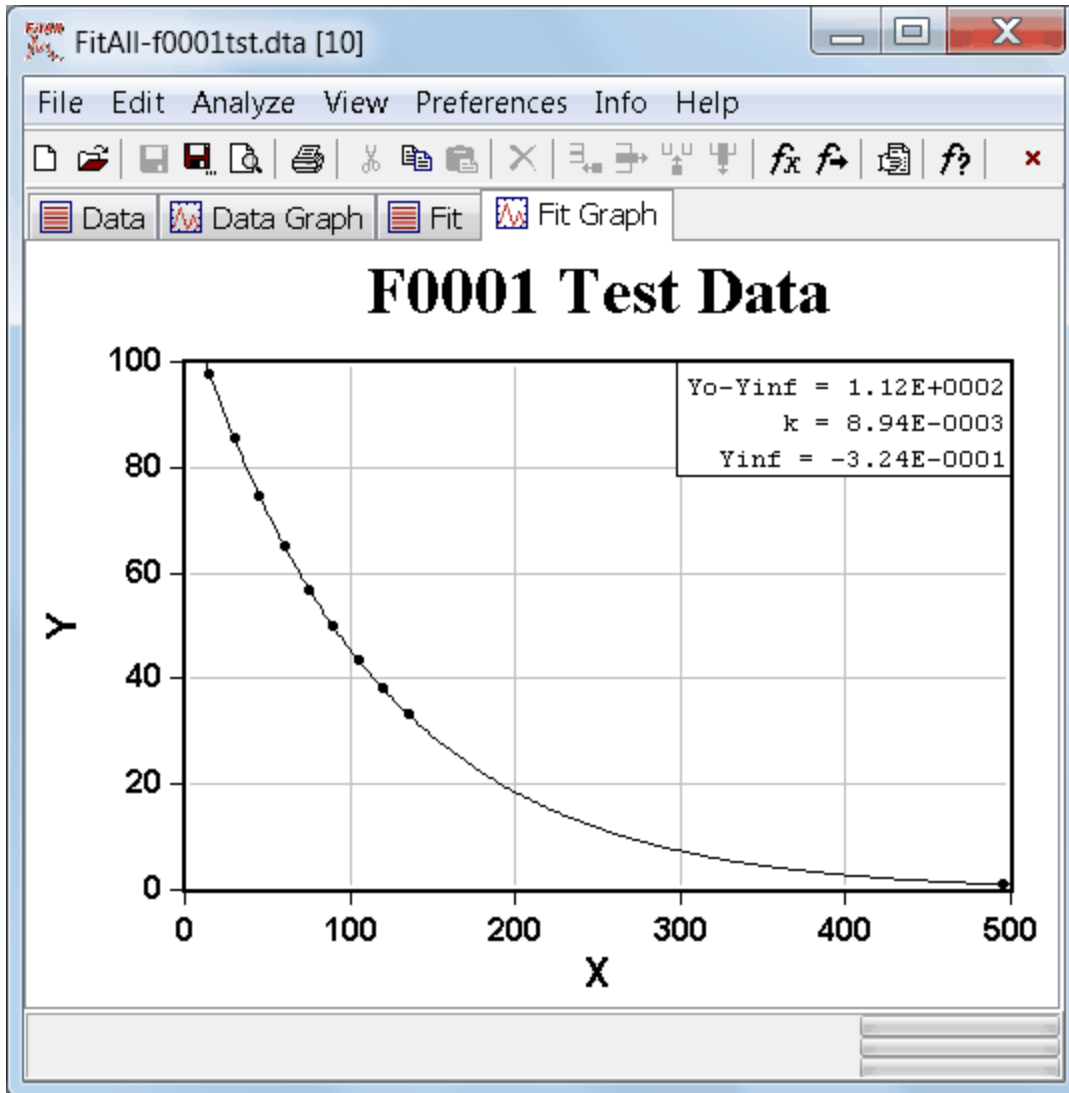 FitAll-f0001tst.dta [10]
File Edit Analyze View Preferences Info Help
fx f f?
Data Data Graph Fit Fit Graph
F0001 Test Data
Yo-Yinf = 1.12E+0002
k = 8.94E-0003
Yinf = -3.24E-0001
100
80
60
40
20
0
Y
0 100 200 300 400 500
X